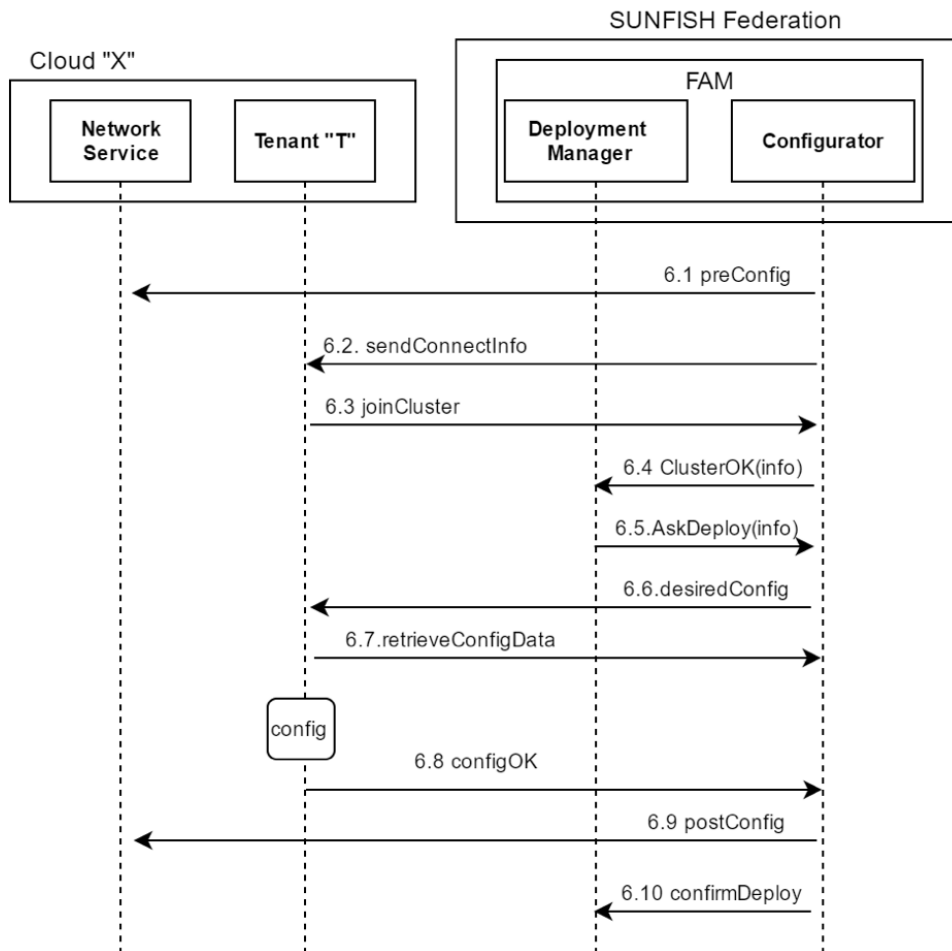 SUNFISH Federation
Cloud "X"
FAM
Network
Service
Tenant "T"
Deployment
Manager
Configurator
6.1 preConfig
6.2. sendConnectInfo
6.3 joinCluster
6.4 ClusterOK(info)
6.5.AskDeploy(info)
6.6.desiredConfig
6.7.retrieveConfigData
config
6.8 configOK
6.9 postConfig
6.10 confirmDeploy